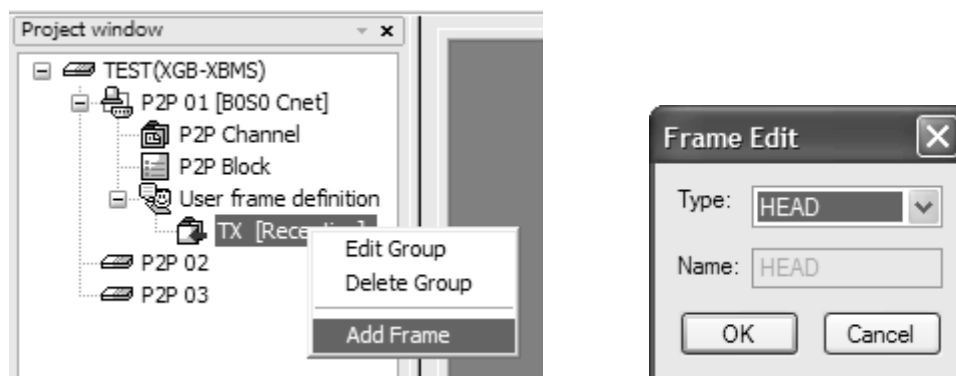 Project window
TEST(XGB-XBMS)
P2P 01 [B0S0 Cnet]
P2P Channel
P2P Block
User frame definition
TX
Edit Group
Delete Group
Add Frame
P2P 02
P2P 03
Frame Edit
Type: HEAD
Name: HEAD
OK Cancel